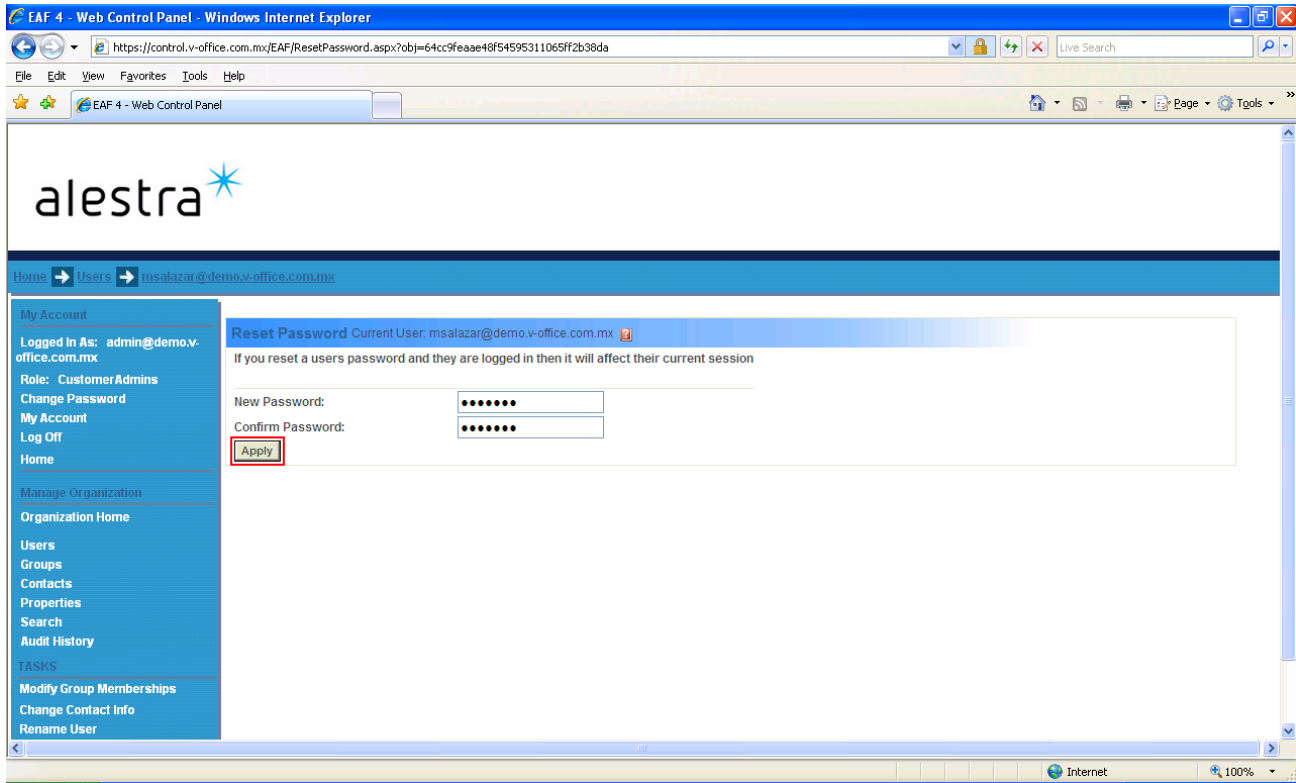 EAF 4 - Web Control Panel - Windows Internet Explorer
https://control.v-office.com.mx/EAF/ResetPassword.aspx?obj=64cc9feaae48f54595311065ff2b38da
Live Search
File Edit View Favorites Tools Help
EAF 4 - Web Control Panel
Page Tools »
alestra
Home Users msalazar@demo.v-office.com.mx
My Account
Logged In As: admin@demo.v-
office.com.mx
Role: CustomerAdmins
Change Password
My Account
Log Off
Home
Manage Organization
Organization Home
Users
Groups
Contacts
Properties
Search
Audit History
TASKS
Modify Group Memberships
Change Contact Info
Rename User
Reset Password Current User: msalazar@demo.v-office.com.mx ?
If you reset a users password and they are logged in then it will affect their current session
New Password: •••••••
Confirm Password: •••••••
Apply
Internet 100%